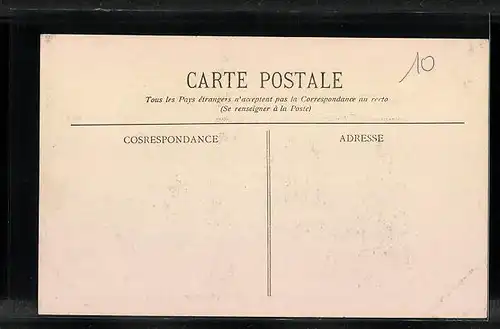 10
CARTE POSTALE
Tous les Pays étrangers n'acceptent pas la Correspondance au recto
(Se renseigner à la Poste)
COSRESPONDANCE
ADRESSE